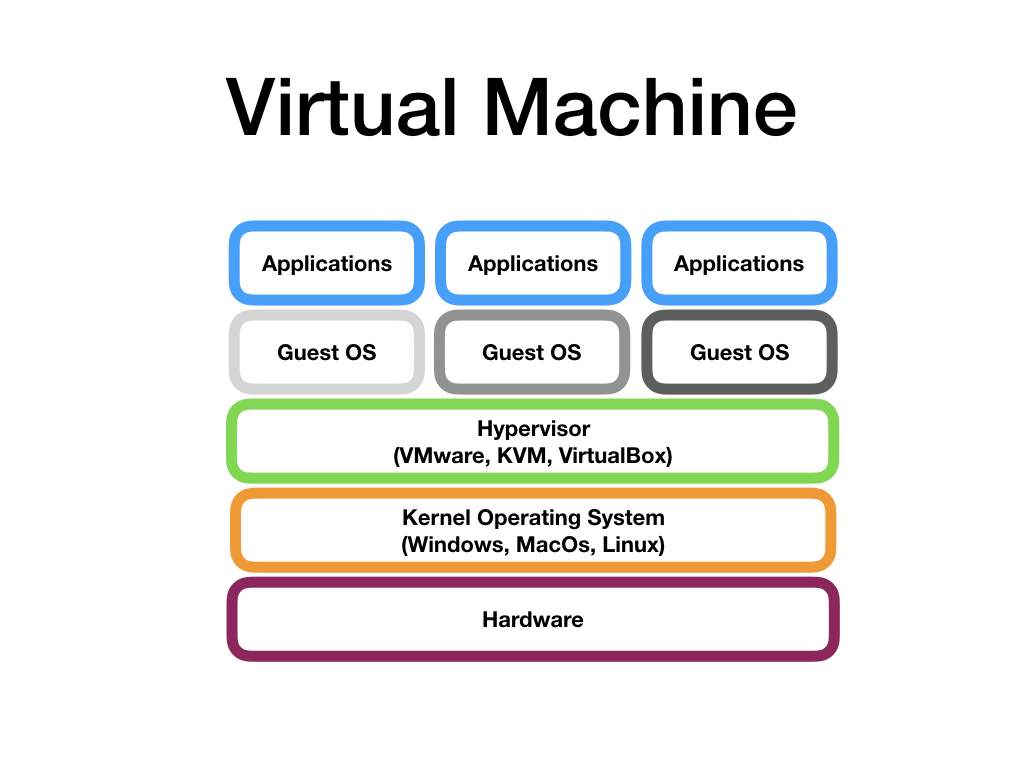 Virtual Machine
Applications Applications Applications
Guest OS Guest OS Guest OS
Hypervisor
(VMware, KVM, VirtualBox)
Kernel Operating System
(Windows, MacOs, Linux)
Hardware